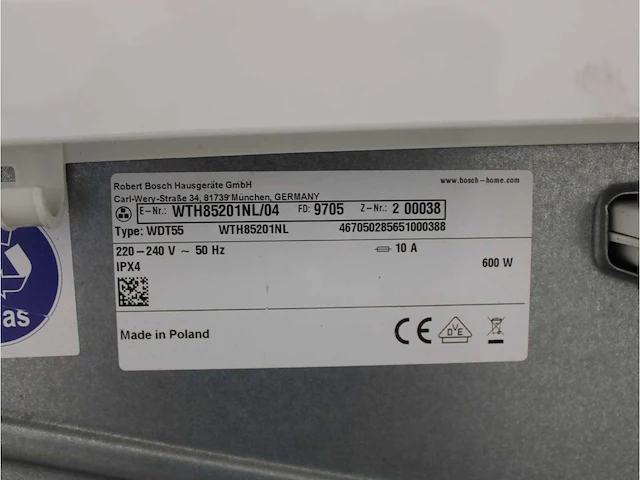 Robert Bosch Hausgeräte GmbH
www.bosch-home.com
Carl-Wery-Straße 34, 81739 München, GERMANY
E-Nr.: WTH85201NL/04 FD: 9705 Z-Nr.: 2 00038
Type: WDT55 WTH85201NL 467050285651000388
220-240 V ~ 50 Hz 10 A
IPX4 600 W
Made in Poland
CE DVE
as